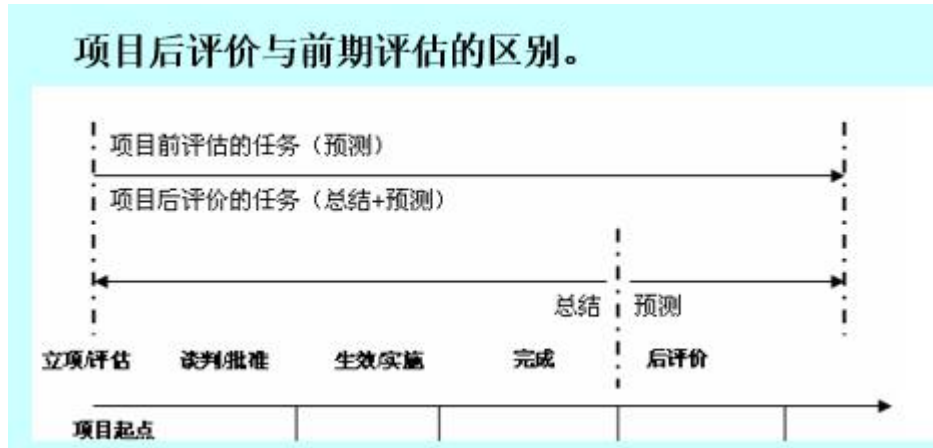 项目后评价与前期评估的区别。
项目前评估的任务（预测）
项目后评价的任务（总结+预测）
总结 预测
立项/评估 谈判/批准 生效/实施 完成 后评价
项目起点